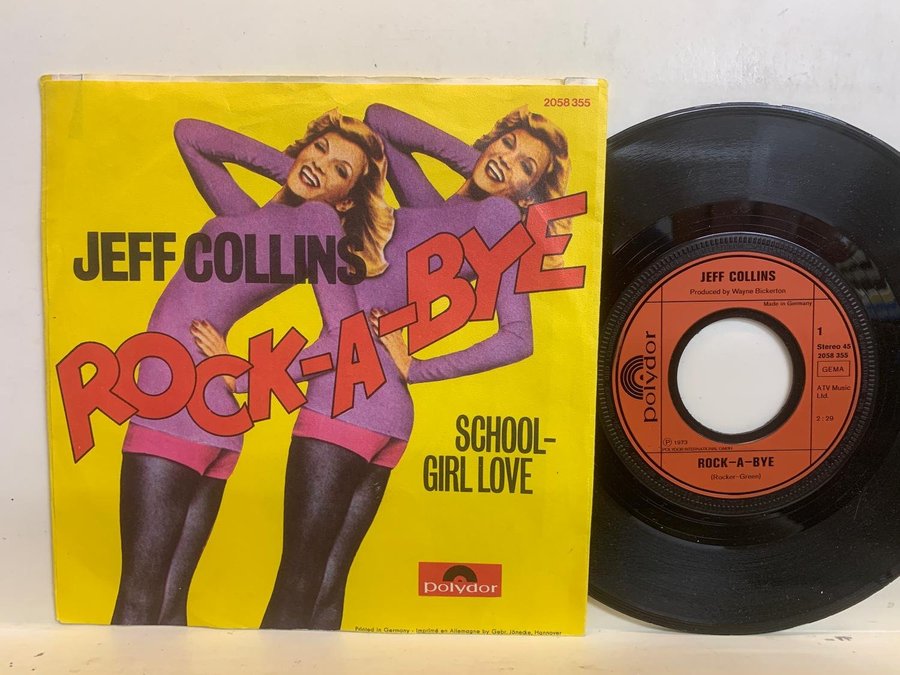 2058 355
JEFF COLLINS
ROCK-A-BYE
SCHOOL-
GIRL LOVE
polydor
Printed in Germany - Imprimé en Allemagne by Gebr. Jänecke, Hannover
JEFF COLLINS
Produced by Wayne Bickerton
Made in Germany
1
Stereo 45
2058 355
GEMA
ATV Music
Ltd.
2:29
polydor
Ⓟ 1973
POLYDOR INTERNATIONAL GMBH
ROCK-A-BYE
(Rocker-Green)